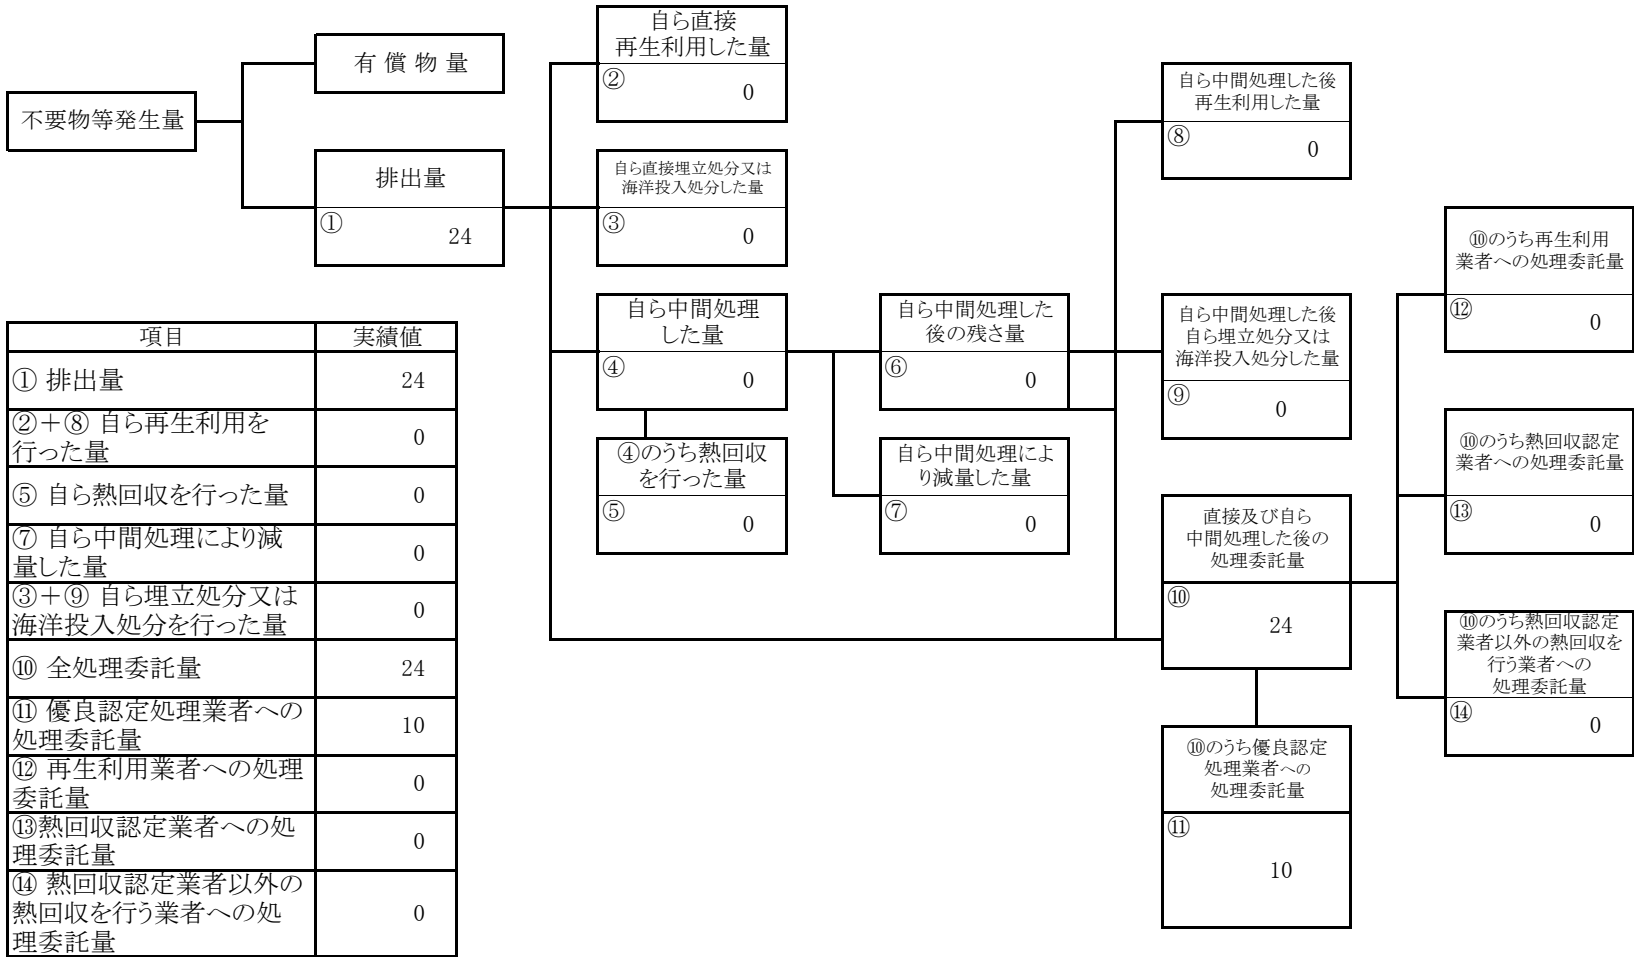 不要物等発生量
有 償 物 量
排出量
①
24
自ら直接
再生利用した量
②
0
自ら直接埋立処分又は
海洋投入処分した量
③
0
自ら中間処理
した量
④
0
④のうち熱回収
を行った量
⑤
0
自ら中間処理した
後の残さ量
⑥
0
自ら中間処理によ
り減量した量
⑦
0
自ら中間処理した後
再生利用した量
⑧
0
自ら中間処理した後
自ら埋立処分又は
海洋投入処分した量
⑨
0
直接及び自ら
中間処理した後の
処理委託量
⑩
24
⑩のうち優良認定
処理業者への
処理委託量
⑪
10
⑩のうち再生利用
業者への処理委託量
⑫
0
⑩のうち熱回収認定
業者への処理委託量
⑬
0
⑩のうち熱回収認定
業者以外の熱回収を
行う業者への
処理委託量
⑭
0
項目 実績値
① 排出量 24
②＋⑧ 自ら再生利用を
行った量 0
⑤ 自ら熱回収を行った量 0
⑦ 自ら中間処理により減
量した量 0
③＋⑨ 自ら埋立処分又は
海洋投入処分を行った量 0
⑩ 全処理委託量 24
⑪ 優良認定処理業者への
処理委託量 10
⑫ 再生利用業者への処理
委託量 0
⑬熱回収認定業者への処
理委託量 0
⑭ 熱回収認定業者以外の
熱回収を行う業者への処
理委託量 0